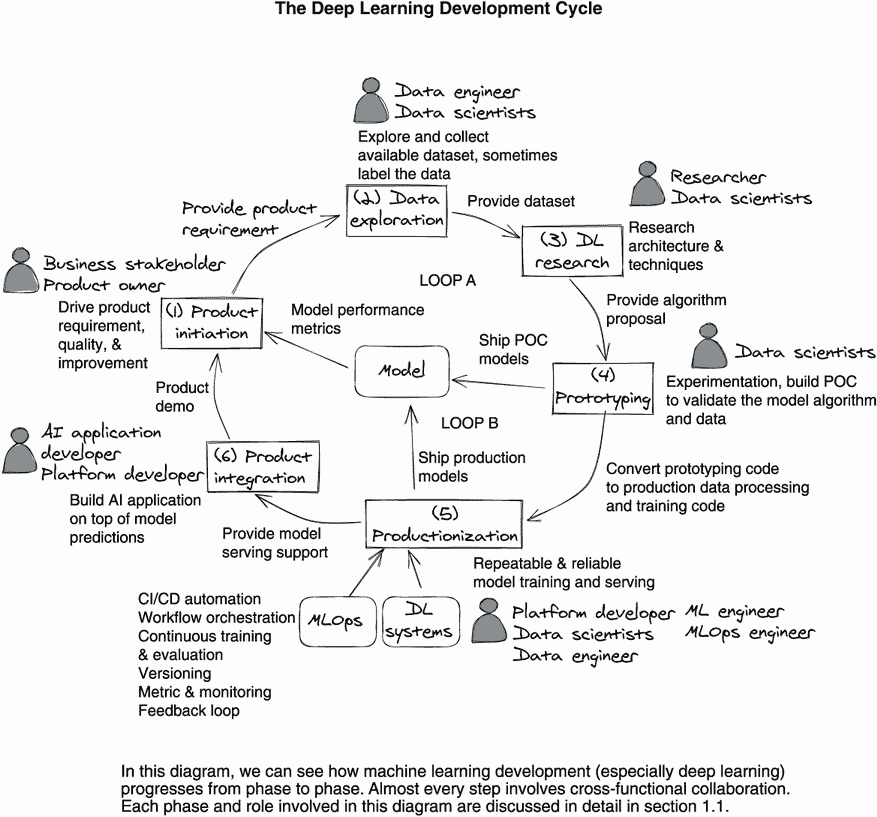 The Deep Learning Development Cycle
Data engineer
Data scientists
Explore and collect
available dataset, sometimes
label the data
(2) Data
exploration
Provide product
requirement
Provide dataset
Researcher
Data scientists
(3) DL
research
Research
architecture &
techniques
Business stakeholder
Product owner
Drive product
requirement,
quality, &
improvement
(1) Product
initiation
LOOP A
Model performance
metrics
Provide algorithm
proposal
Ship POC
models
Model
Data scientists
(4)
Prototyping
Experimentation, build POC
to validate the model algorithm
and data
Product
demo
LOOP B
AI application
developer
Platform developer
(6) Product
integration
Build AI application
on top of model
predictions
Ship production
models
Convert prototyping code
to production data processing
and training code
(5)
Productionization
Provide model
serving support
Repeatable & reliable
model training and serving
CI/CD automation
Workflow orchestration
Continuous training
& evaluation
Versioning
Metric & monitoring
Feedback loop
MLOps
DL
systems
Platform developer ML engineer
Data scientists MLOps engineer
Data engineer
In this diagram, we can see how machine learning development (especially deep learning)
progresses from phase to phase. Almost every step involves cross-functional collaboration.
Each phase and role involved in this diagram are discussed in detail in section 1.1.